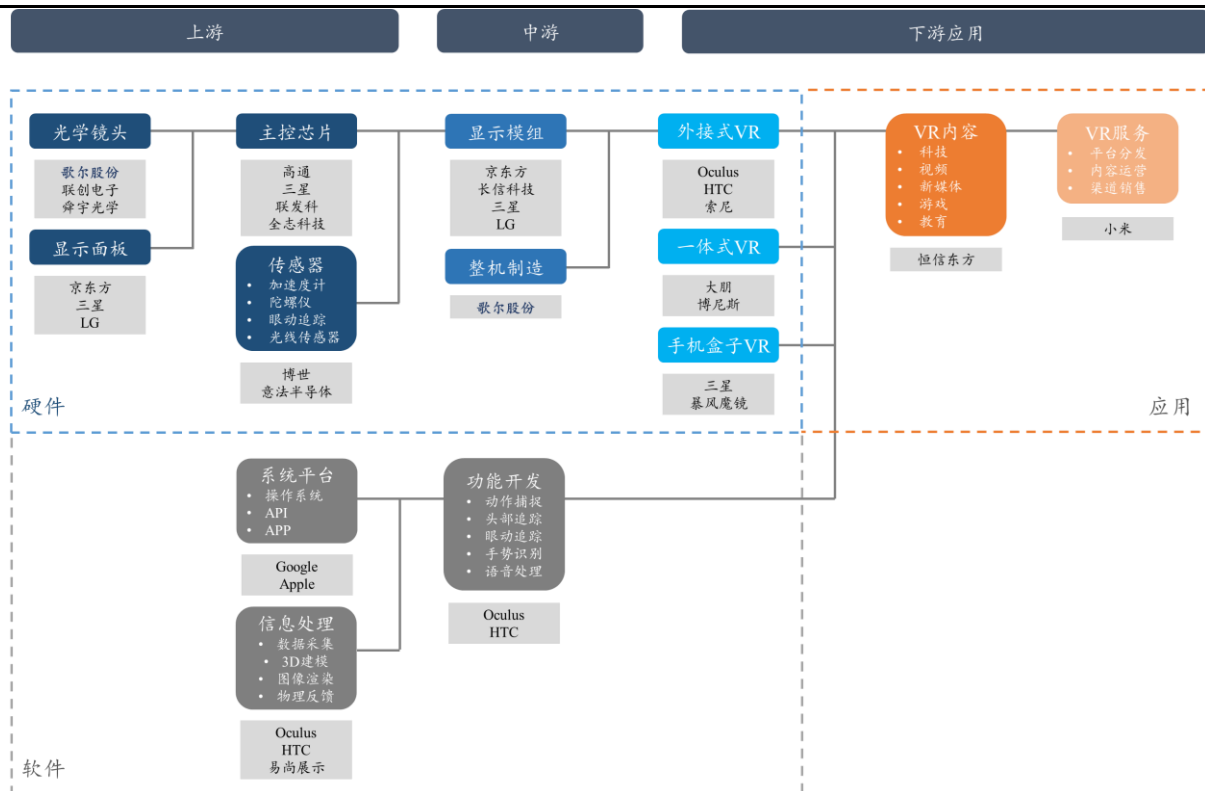 上游
中游
下游应用
光学镜头
歌尔股份
联创电子
舜宇光学
显示面板
京东方
三星
LG
主控芯片
高通
三星
联发科
全志科技
传感器
• 加速度计
• 陀螺仪
• 眼动追踪
• 光线传感器
博世
意法半导体
显示模组
京东方
长信科技
三星
LG
整机制造
歌尔股份
外接式VR
Oculus
HTC
索尼
一体式VR
大朋
博尼斯
手机盒子VR
三星
暴风魔镜
硬件
VR内容
• 科技
• 视频
• 新媒体
• 游戏
• 教育
恒信东方
VR服务
• 平台分发
• 内容运营
• 渠道销售
小米
应用
系统平台
• 操作系统
• API
• APP
Google
Apple
信息处理
• 数据采集
• 3D建模
• 图像渲染
• 物理反馈
Oculus
HTC
易尚展示
功能开发
• 动作捕捉
• 头部追踪
• 眼动追踪
• 手势识别
• 语音处理
Oculus
HTC
软件